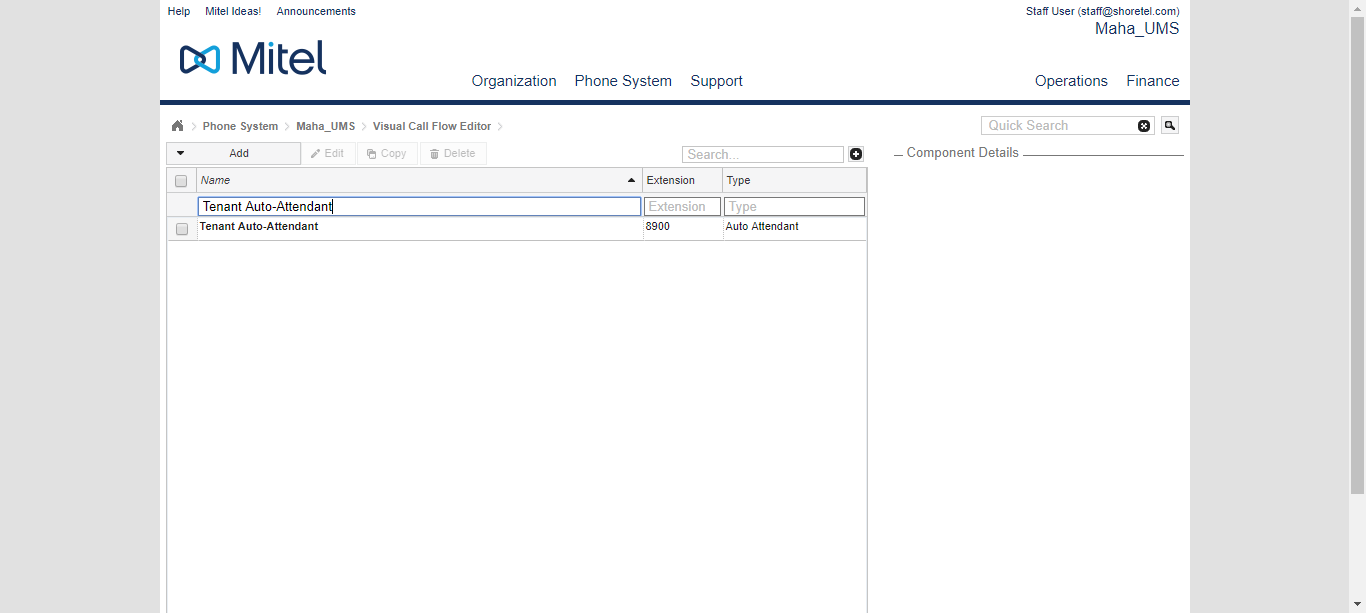 Help Mitel Ideas! Announcements Staff User (staff@shoretel.com)
Maha_UMS
Mitel
Organization Phone System Support Operations Finance
Phone System Maha_UMS Visual Call Flow Editor Quick Search
Add Edit Copy Delete Search... Component Details
Name Extension Type
Tenant Auto-Attendant Extension Type
Tenant Auto-Attendant 8900 Auto Attendant